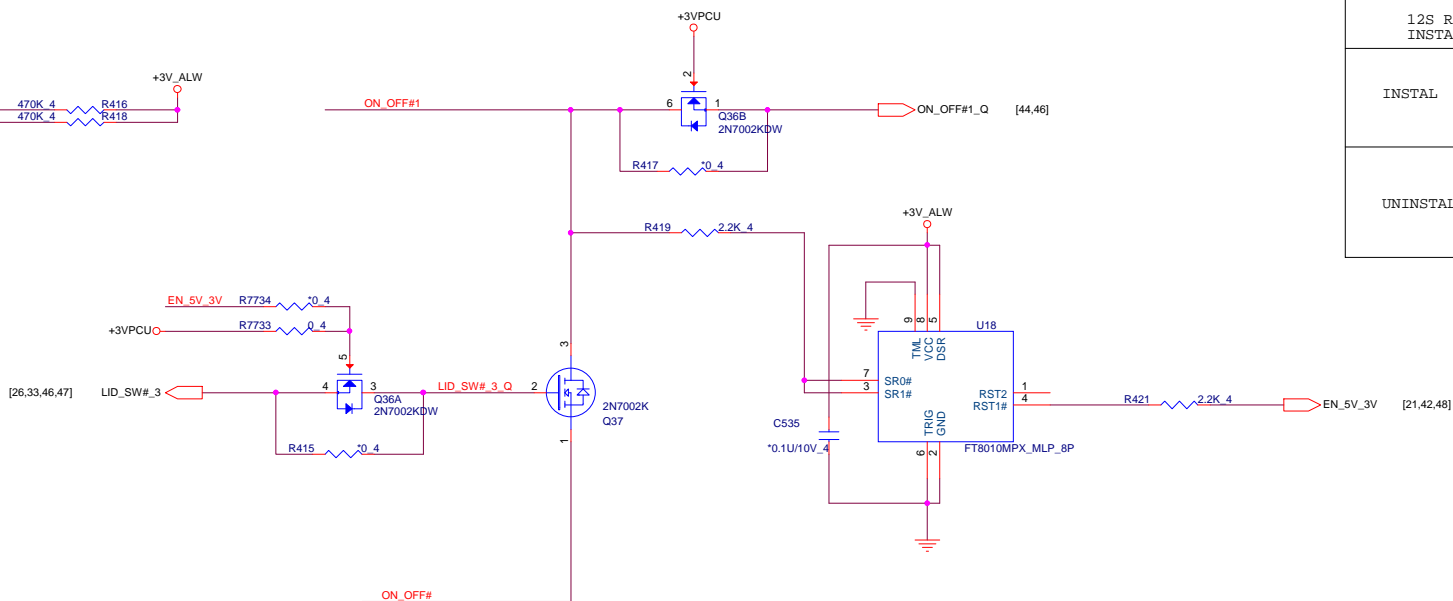 +3VPCU
12S R
INSTA
+3V_ALW
470K_4 R416
470K_4 R418
ON_OFF#1
2
6 1
Q36B
2N7002KDW
ON_OFF#1_Q [44,46]
INSTAL
R417 *0_4
UNINSTAL
+3V_ALW
R419 2.2K_4
EN_5V_3V R7734 *0_4
+3VPCU R7733 0_4
9 8 5
U18
TML VCC DSR
5
3
[26,33,46,47] LID_SW#_3 4 3 LID_SW#_3_Q 2
Q36A
2N7002KDW
2N7002K
Q37
7 SR0#
3 SR1#
RST2 1
RST1# 4
R421 2.2K_4 EN_5V_3V [21,42,48]
C535
*0.1U/10V_4
TRIG GND
6 2
FT8010MPX_MLP_8P
R415 *0_4
1
ON_OFF#